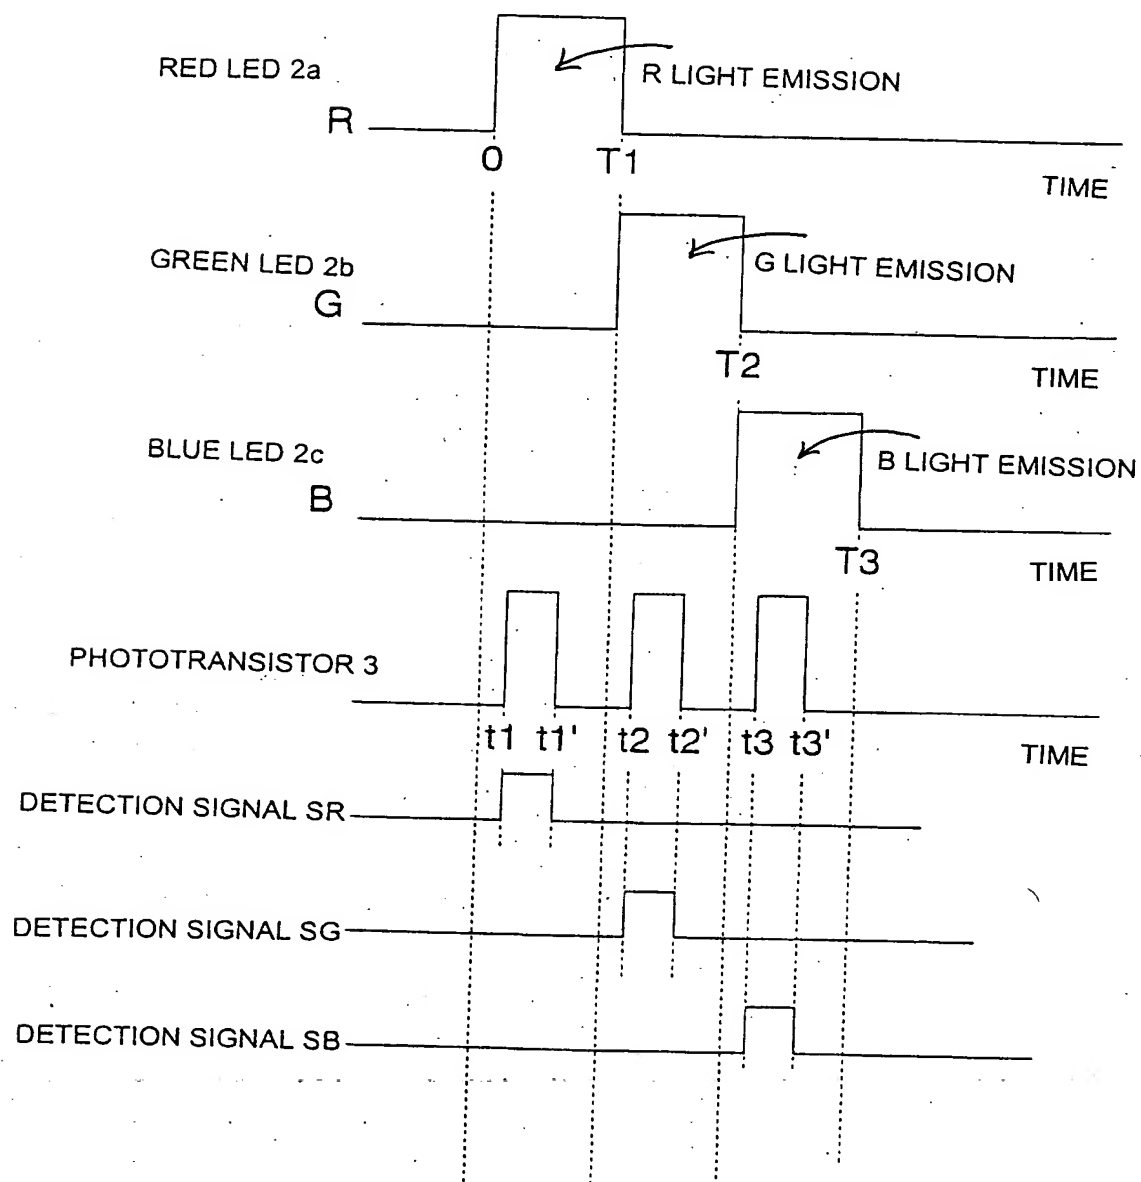 RED LED 2a
R LIGHT EMISSION
R
0
T1
TIME
GREEN LED 2b
G LIGHT EMISSION
G
T2
TIME
BLUE LED 2c
B LIGHT EMISSION
B
T3
TIME
PHOTOTRANSISTOR 3
t1 t1' t2 t2' t3 t3'
TIME
DETECTION SIGNAL SR
DETECTION SIGNAL SG
DETECTION SIGNAL SB